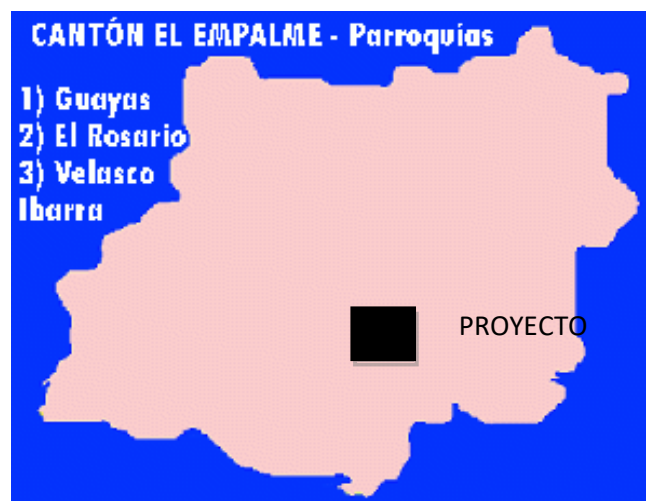 CANTÓN EL EMPALME - Parroquias
1) Guayas
2) El Rosario
3) Velasco
Ibarra
PROYECTO